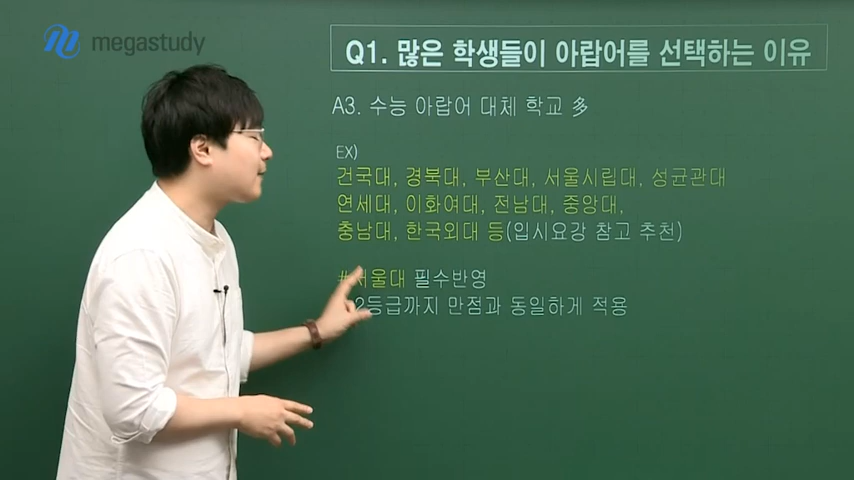 megastudy
Q1. 많은 학생들이 아랍어를 선택하는 이유
A3. 수능 아랍어 대체 학교 多
EX)
건국대, 경북대, 부산대, 서울시립대, 성균관대
연세대, 이화여대, 전남대, 중앙대,
충남대, 한국외대 등(입시요강 참고 추천)
#서울대 필수반영
2등급까지 만점과 동일하게 적용